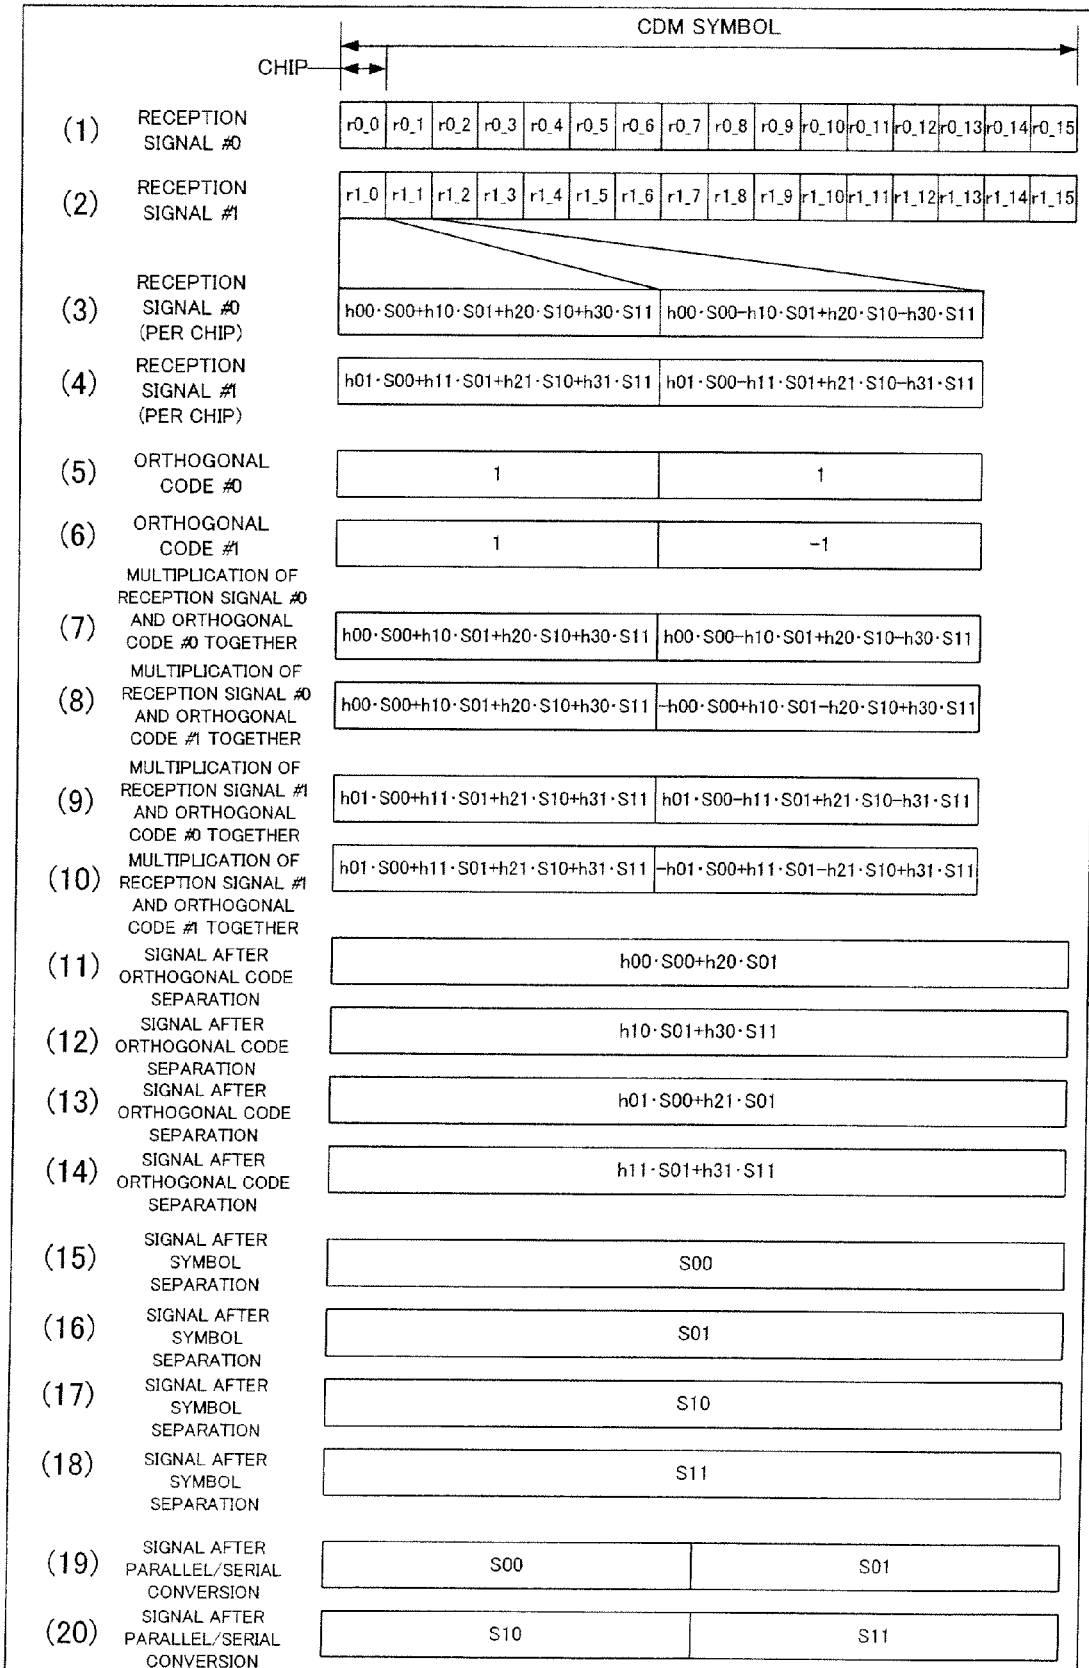 CDM SYMBOL
CHIP
(1) RECEPTION SIGNAL #0
r0_0 r0_1 r0_2 r0_3 r0_4 r0_5 r0_6 r0_7 r0_8 r0_9 r0_10 r0_11 r0_12 r0_13 r0_14 r0_15
(2) RECEPTION SIGNAL #1
r1_0 r1_1 r1_2 r1_3 r1_4 r1_5 r1_6 r1_7 r1_8 r1_9 r1_10 r1_11 r1_12 r1_13 r1_14 r1_15
(3) RECEPTION
SIGNAL #0
(PER CHIP)
h00·S00+h10·S01+h20·S10+h30·S11 h00·S00-h10·S01+h20·S10-h30·S11
(4) RECEPTION
SIGNAL #1
(PER CHIP)
h01·S00+h11·S01+h21·S10+h31·S11 h01·S00-h11·S01+h21·S10-h31·S11
(5) ORTHOGONAL
CODE #0
1 1
(6) ORTHOGONAL
CODE #1
1 -1
(7) MULTIPLICATION OF
RECEPTION SIGNAL #0
AND ORTHOGONAL
CODE #0 TOGETHER
h00·S00+h10·S01+h20·S10+h30·S11 h00·S00-h10·S01+h20·S10-h30·S11
(8) MULTIPLICATION OF
RECEPTION SIGNAL #0
AND ORTHOGONAL
CODE #1 TOGETHER
h00·S00+h10·S01+h20·S10+h30·S11 -h00·S00+h10·S01-h20·S10+h30·S11
(9) MULTIPLICATION OF
RECEPTION SIGNAL #1
AND ORTHOGONAL
CODE #0 TOGETHER
h01·S00+h11·S01+h21·S10+h31·S11 h01·S00-h11·S01+h21·S10-h31·S11
(10) MULTIPLICATION OF
RECEPTION SIGNAL #1
AND ORTHOGONAL
CODE #1 TOGETHER
h01·S00+h11·S01+h21·S10+h31·S11 -h01·S00+h11·S01-h21·S10+h31·S11
(11) SIGNAL AFTER
ORTHOGONAL CODE
SEPARATION
h00·S00+h20·S01
(12) SIGNAL AFTER
ORTHOGONAL CODE
SEPARATION
h10·S01+h30·S11
(13) SIGNAL AFTER
ORTHOGONAL CODE
SEPARATION
h01·S00+h21·S01
(14) SIGNAL AFTER
ORTHOGONAL CODE
SEPARATION
h11·S01+h31·S11
(15) SIGNAL AFTER
SYMBOL
SEPARATION
S00
(16) SIGNAL AFTER
SYMBOL
SEPARATION
S01
(17) SIGNAL AFTER
SYMBOL
SEPARATION
S10
(18) SIGNAL AFTER
SYMBOL
SEPARATION
S11
(19) SIGNAL AFTER
PARALLEL/SERIAL
CONVERSION
S00 S01
(20) SIGNAL AFTER
PARALLEL/SERIAL
CONVERSION
S10 S11